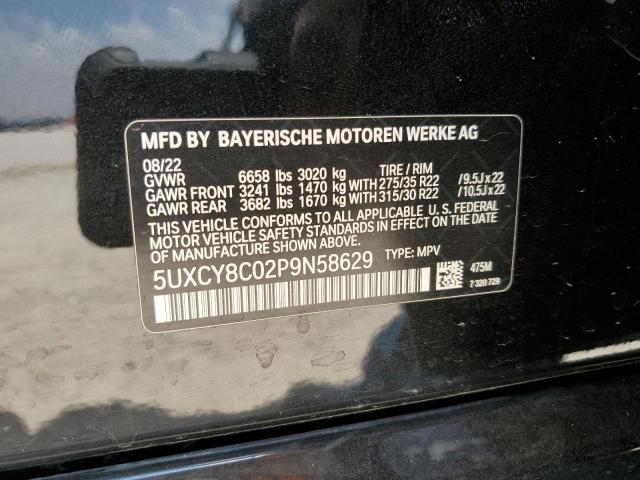 MFD BY BAYERISCHE MOTOREN WERKE AG
08/22
GVWR 6658 lbs 3020 kg TIRE / RIM
GAWR FRONT 3241 lbs 1470 kg WITH 275/35 R22 /9.5Jx22
GAWR REAR 3682 lbs 1670 kg WITH 315/30 R22 /10.5Jx22
THIS VEHICLE CONFORMS TO ALL APPLICABLE U.S. FEDERAL
MOTOR VEHICLE SAFETY STANDARDS IN EFFECT ON THE DATE
OF MANUFACTURE SHOWN ABOVE.
5UXCY8C02P9N58629 TYPE: MPV
475M
7 320 729